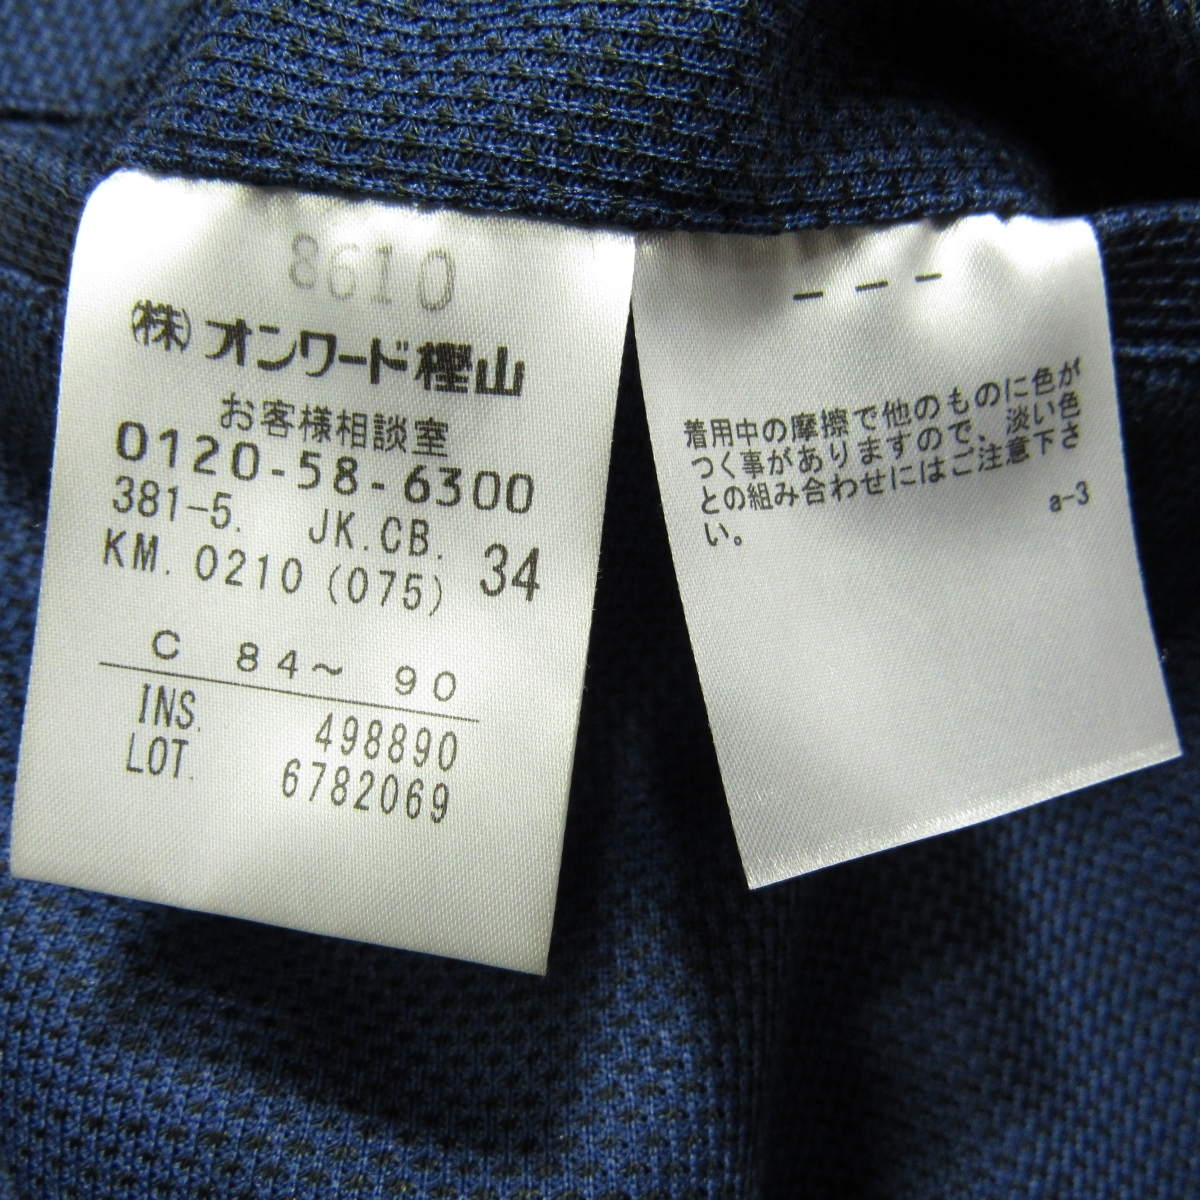 8610
㈱オンワード樫山
お客様相談室
0120-58-6300
381-5. JK.CB. 34
KM. 0210 (075)
C 84～ 90
INS. 498890
LOT. 6782069
— — —
着用中の摩擦で他のものに色が
つく事がありますので、淡い色
との組み合わせにはご注意下さ
い。 a-3